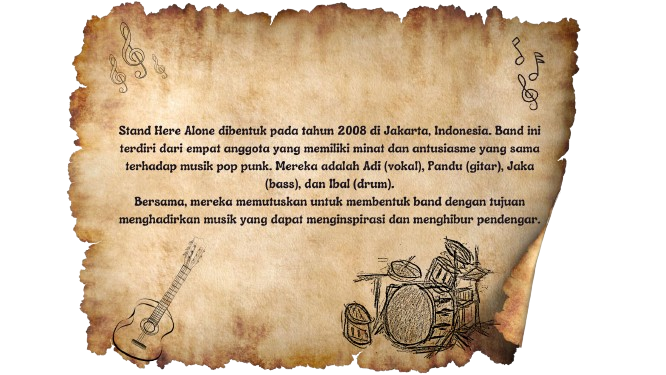 Stand Here Alone dibentuk pada tahun 2008 di Jakarta, Indonesia. Band ini
terdiri dari empat anggota yang memiliki minat dan antusiasme yang sama
terhadap musik pop punk. Mereka adalah Adi (vokal), Pandu (gitar), Jaka
(bass), dan Ibal (drum).
Bersama, mereka memutuskan untuk membentuk band dengan tujuan
menghadirkan musik yang dapat menginspirasi dan menghibur pendengar.